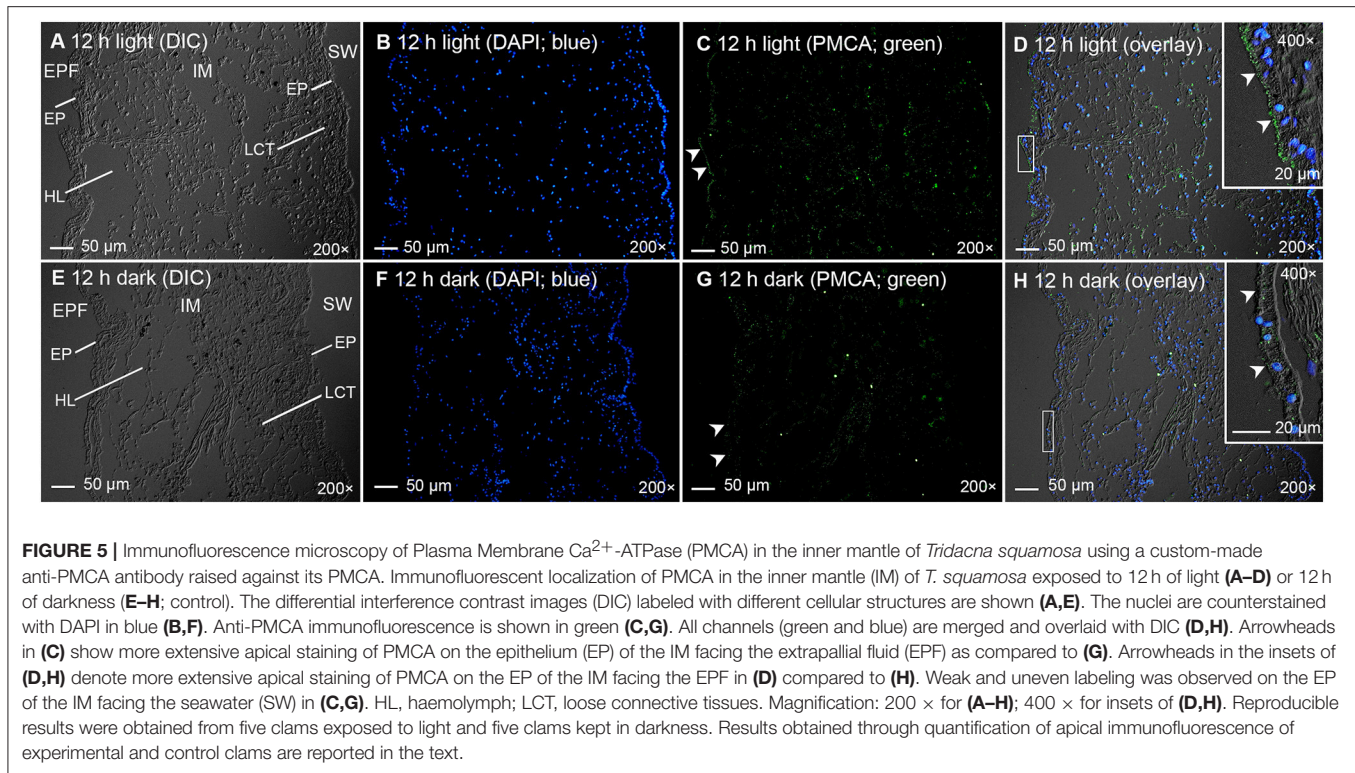 A 12 h light (DIC)
SW
EPF
IM
EP
EP
LCT
HL
50 µm
200×
B 12 h light (DAPI; blue)
50 µm
200×
C 12 h light (PMCA; green)
50 µm
200×
D 12 h light (overlay)
400×
20 µm
50 µm
200×
E 12 h dark (DIC)
EPF
IM
SW
EP
EP
HL
LCT
50 µm
200×
F 12 h dark (DAPI; blue)
50 µm
200×
G 12 h dark (PMCA; green)
50 µm
200×
H 12 h dark (overlay)
400×
20 µm
50 µm
200×
FIGURE 5 | Immunofluorescence microscopy of Plasma Membrane Ca2+-ATPase (PMCA) in the inner mantle of Tridacna squamosa using a custom-made
anti-PMCA antibody raised against its PMCA. Immunofluorescent localization of PMCA in the inner mantle (IM) of T. squamosa exposed to 12 h of light (A–D) or 12 h
of darkness (E–H; control). The differential interference contrast images (DIC) labeled with different cellular structures are shown (A,E). The nuclei are counterstained
with DAPI in blue (B,F). Anti-PMCA immunofluorescence is shown in green (C,G). All channels (green and blue) are merged and overlaid with DIC (D,H). Arrowheads
in (C) show more extensive apical staining of PMCA on the epithelium (EP) of the IM facing the extrapallial fluid (EPF) as compared to (G). Arrowheads in the insets of
(D,H) denote more extensive apical staining of PMCA on the EP of the IM facing the EPF in (D) compared to (H). Weak and uneven labeling was observed on the EP
of the IM facing the seawater (SW) in (C,G). HL, haemolymph; LCT, loose connective tissues. Magnification: 200 × for (A–H); 400 × for insets of (D,H). Reproducible
results were obtained from five clams exposed to light and five clams kept in darkness. Results obtained through quantification of apical immunofluorescence of
experimental and control clams are reported in the text.